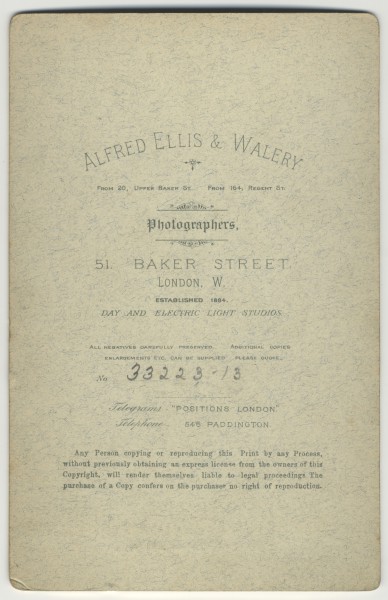 ALFRED ELLIS & WALERY
FROM 20, UPPER BAKER ST. FROM 164, REGENT ST.
Photographers,
51. BAKER STREET.
LONDON, W.
ESTABLISHED 1884.
DAY AND ELECTRIC LIGHT STUDIOS
ALL NEGATIVES CAREFULLY PRESERVED. ADDITIONAL COPIES
ENLARGEMENTS ETC. CAN BE SUPPLIED PLEASE QUOTE.
No 33223-13
Telegrams "POSITIONS LONDON"
Telephone 645 PADDINGTON.
Any Person copying or reproducing this Print by any Process,
without previously obtaining an express license from the owners of this
Copyright, will render themselves liable to legal proceedings The
purchase of a Copy confers on the purchaser no right of reproduction.